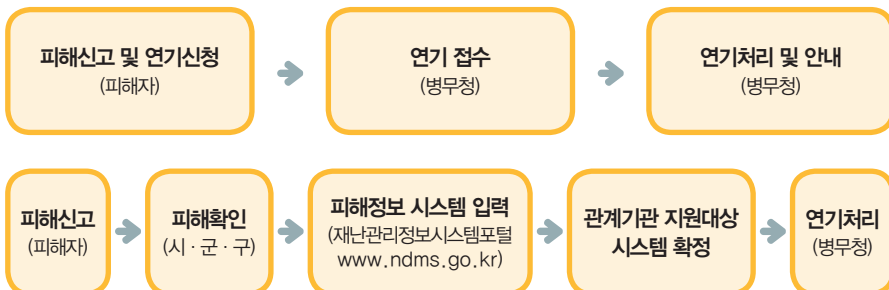 피해신고 및 연기신청
(피해자)
연기 접수
(병무청)
연기처리 및 안내
(병무청)
피해신고
(피해자)
피해확인
(시·군·구)
피해정보 시스템 입력
(재난관리정보시스템포털
www.ndms.go.kr)
관계기관 지원대상
시스템 확정
연기처리
(병무청)